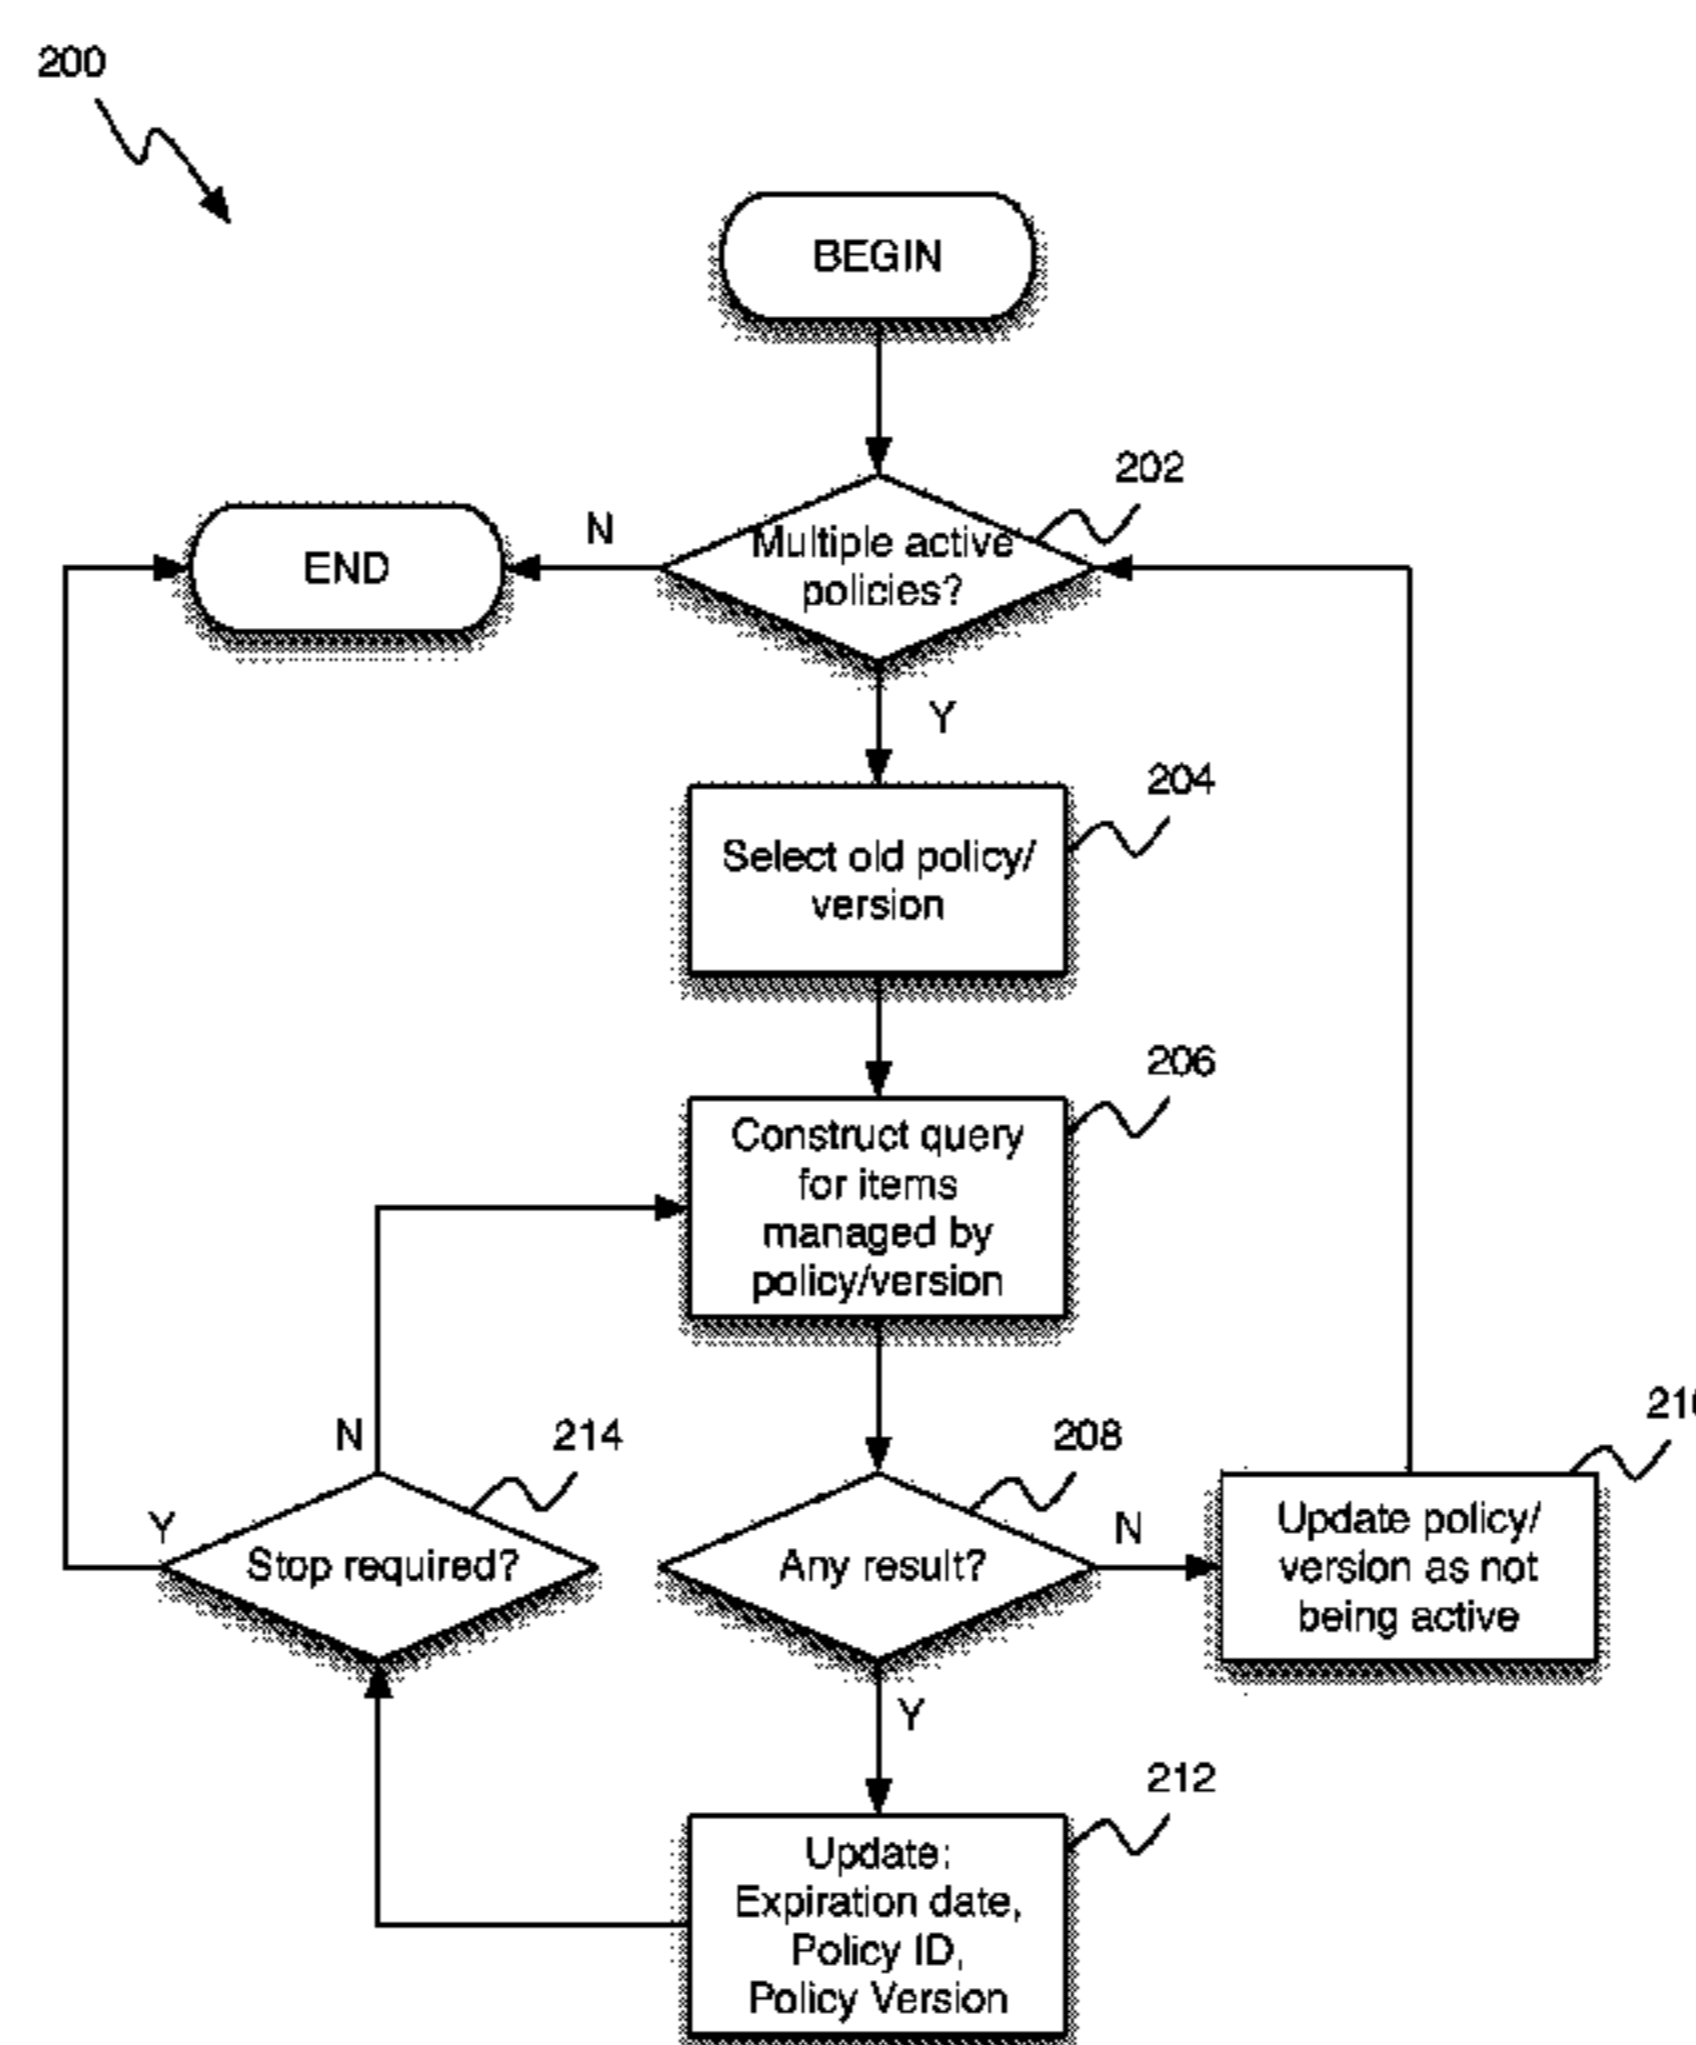 200
BEGIN
202
N
Multiple active
policies?
END
Y
204
Select old policy/
version
206
Construct query
for items
managed by
policy/version
N
214
208
210
Y
Stop required?
Any result?
N
Update policy/
version as not
being active
Y
212
Update:
Expiration date,
Policy ID,
Policy Version